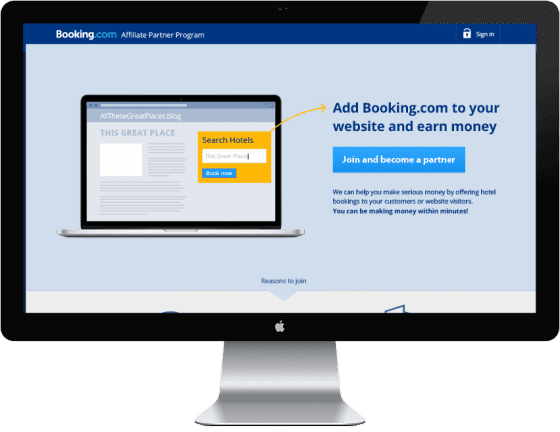 Booking.com Affiliate Partner Program
Sign in
AllTheseGreatPlaces.blog
THIS GREAT PLACE
Search Hotels
This Great Place
Book now
Add Booking.com to your
website and earn money
Join and become a partner
We can help you make serious money by offering hotel
bookings to your customers or website visitors.
You can be making money within minutes!
Reasons to join